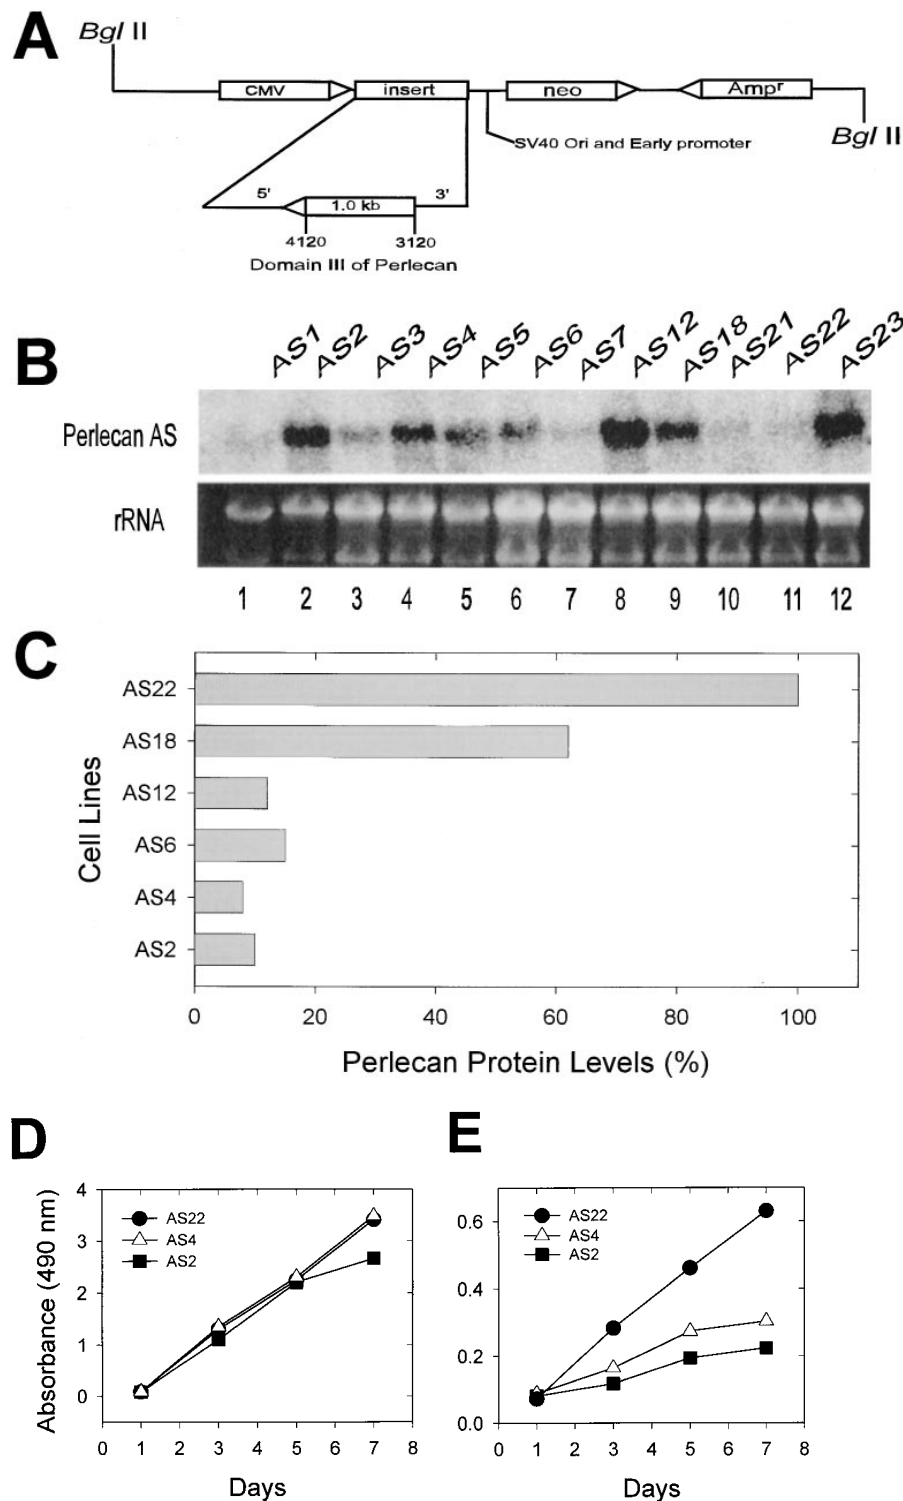 A
Bgl II
CMV insert neo Ampr
SV40 Ori and Early promoter
Bgl II
5' 3'
1.0 kb
4120 3120
Domain III of Perlecan
B
AS1 AS2 AS3 AS4 AS5 AS6 AS7 AS12 AS18 AS21 AS22 AS23
Perlecan AS
rRNA
1 2 3 4 5 6 7 8 9 10 11 12
C
Cell Lines
AS22
AS18
AS12
AS6
AS4
AS2
0 20 40 60 80 100
Perlecan Protein Levels (%)
D
Absorbance (490 nm)
4
3
2
1
0
AS22
AS4
AS2
0 1 2 3 4 5 6 7 8
Days
E
0.6
0.4
0.2
0.0
AS22
AS4
AS2
0 1 2 3 4 5 6 7 8
Days